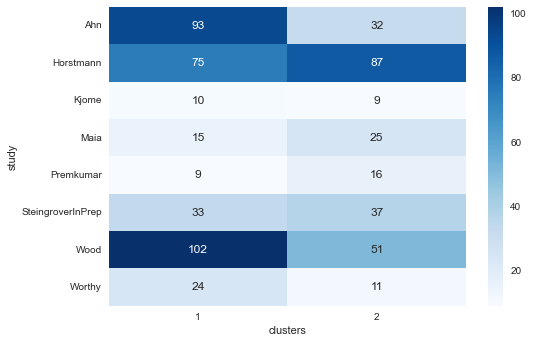 Ahn 93 32
Horstmann 75 87
Kjome 10 9
Maia 15 25
Premkumar 9 16
SteingroverInPrep 33 37
Wood 102 51
Worthy 24 11
1 2
clusters
study
100
80
60
40
20